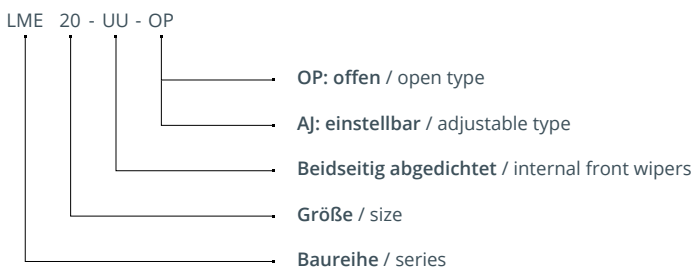 LME 20 - UU - OP
OP: offen / open type
AJ: einstellbar / adjustable type
Beidseitig abgedichtet / internal front wipers
Größe / size
Baureihe / series